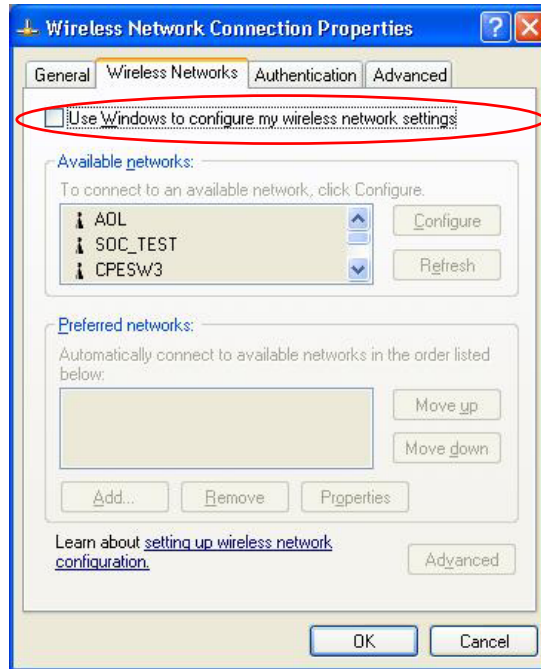 Wireless Network Connection Properties
General Wireless Networks Authentication Advanced
Use Windows to configure my wireless network settings
Available networks:
To connect to an available network, click Configure.
AOL
SOC_TEST
CPESW3
Configure
Refresh
Preferred networks:
Automatically connect to available networks in the order listed
below:
Move up
Move down
Add... Remove Properties
Learn about setting up wireless network
configuration.
Advanced
OK Cancel